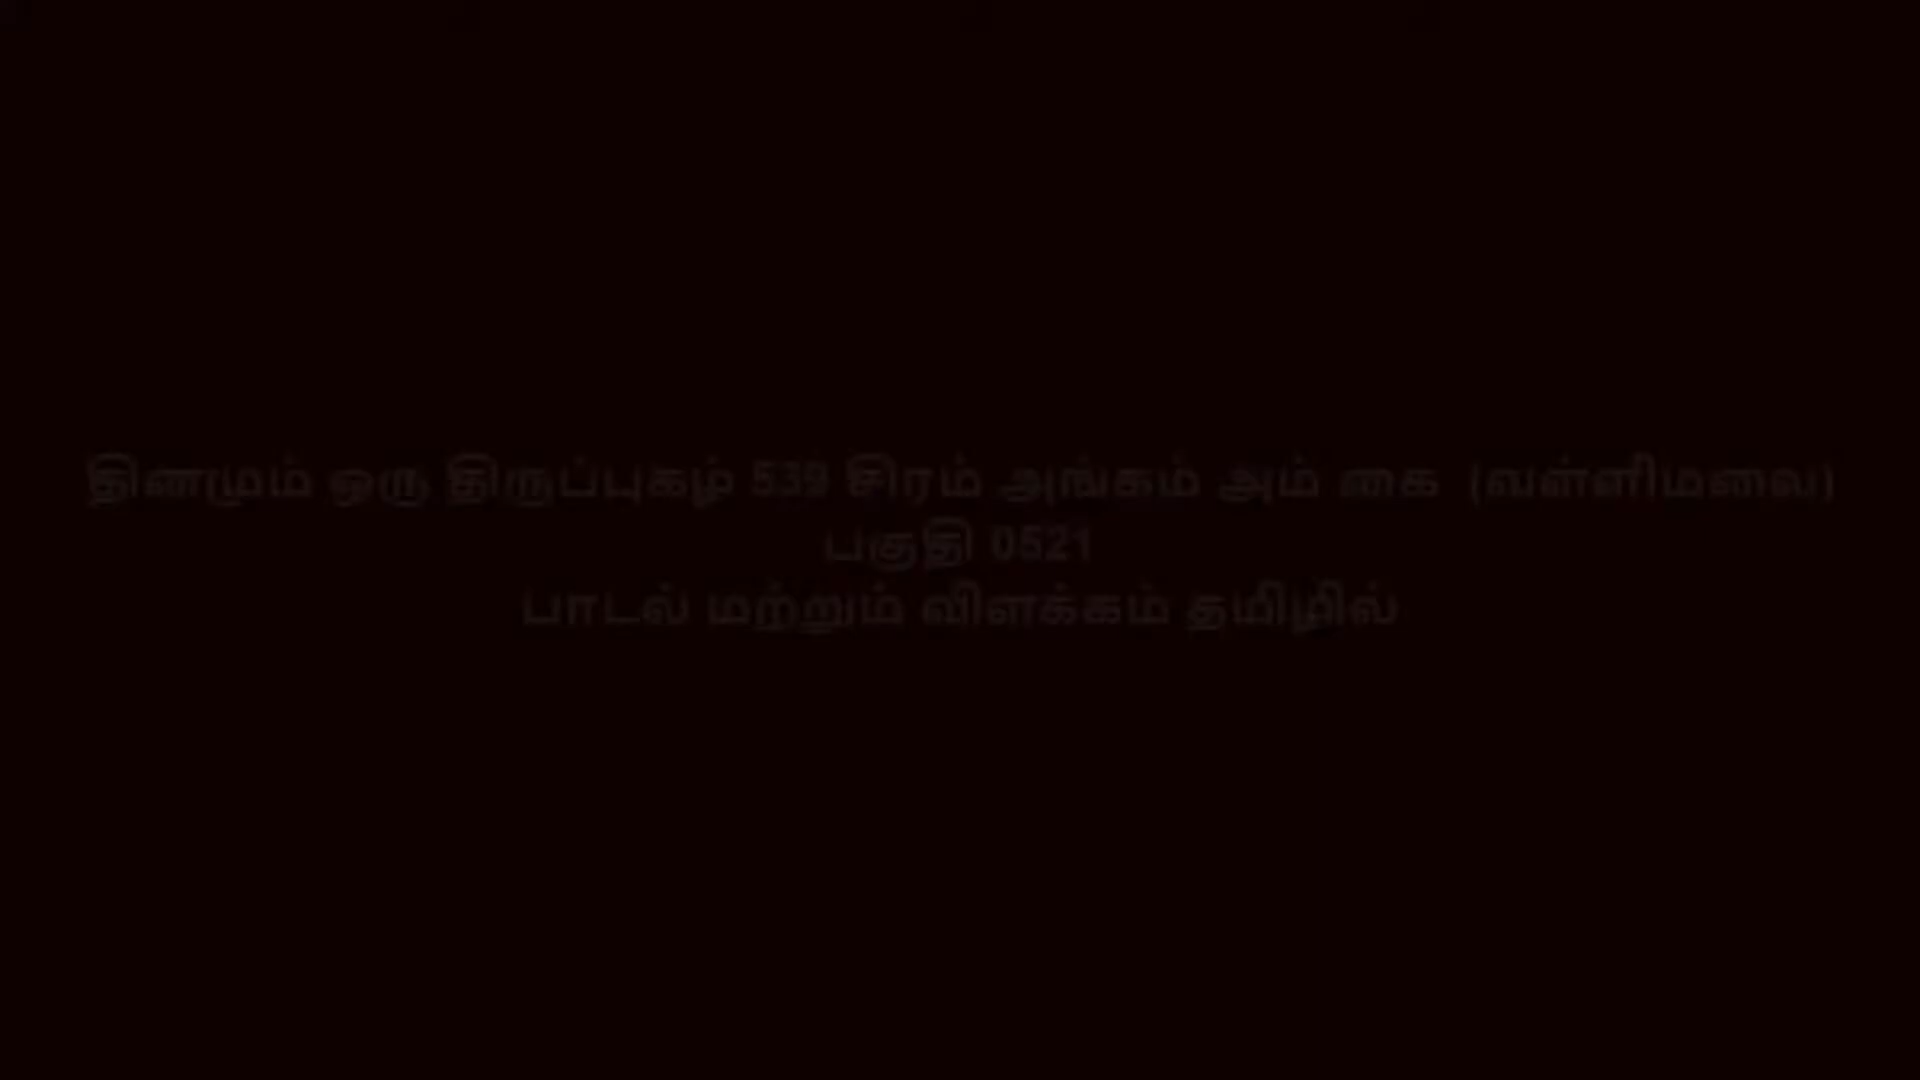 தினமும் ஒரு திருப்புகழ் 539 சிரம் அங்கம் அம் கை (வள்ளிமலை)
பகுதி 0521
பாடல் மற்றும் விளக்கம் தமிழில்